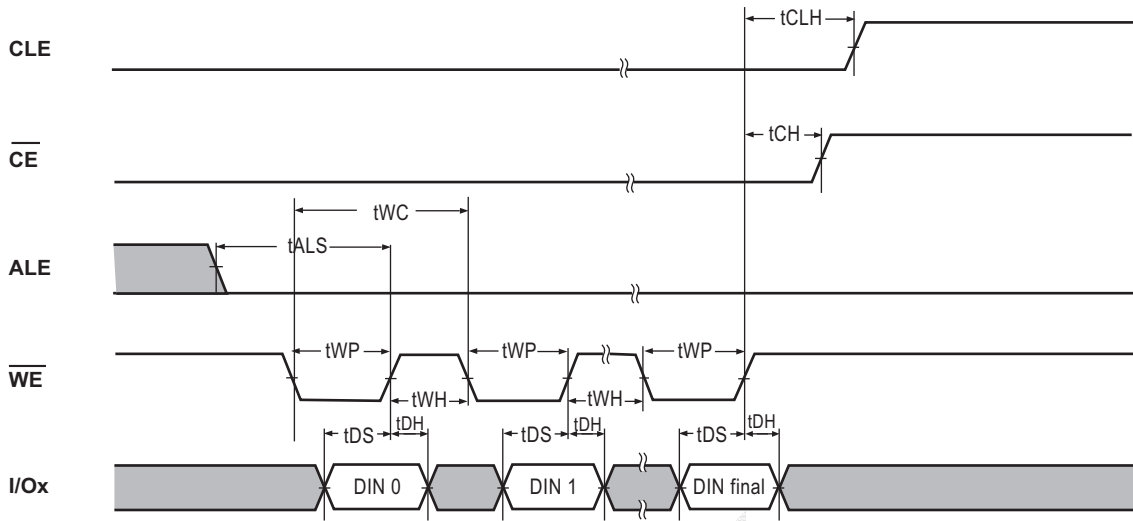 tCLH
CLE
tCH
CE
tWC
tALS
ALE
tWP tWP tWP
WE
tWH tWH
tDS tDH tDS tDH tDS tDH
I/Ox DIN 0 DIN 1 DIN final